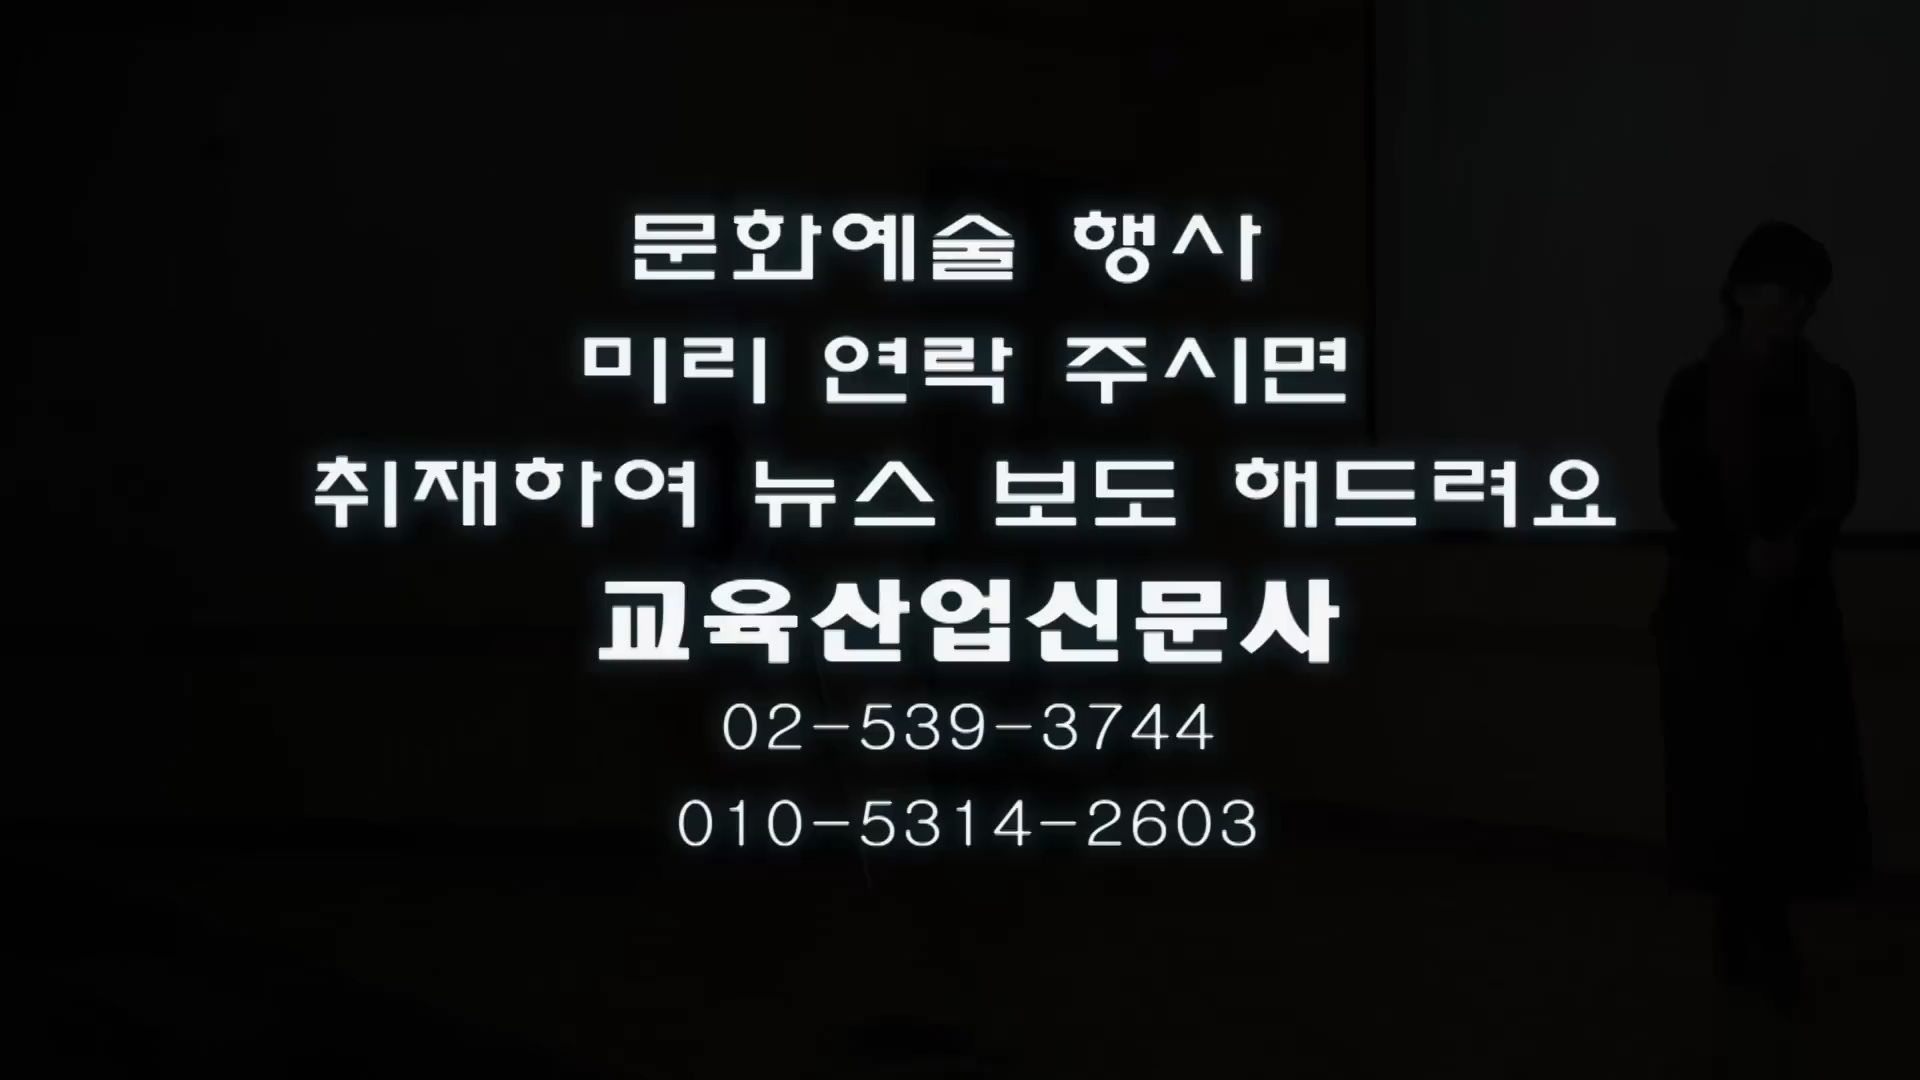 문화예술 행사
미리 연락 주시면
취재하여 뉴스 보도 해드려요
교육산업신문사
02-539-3744
010-5314-2603